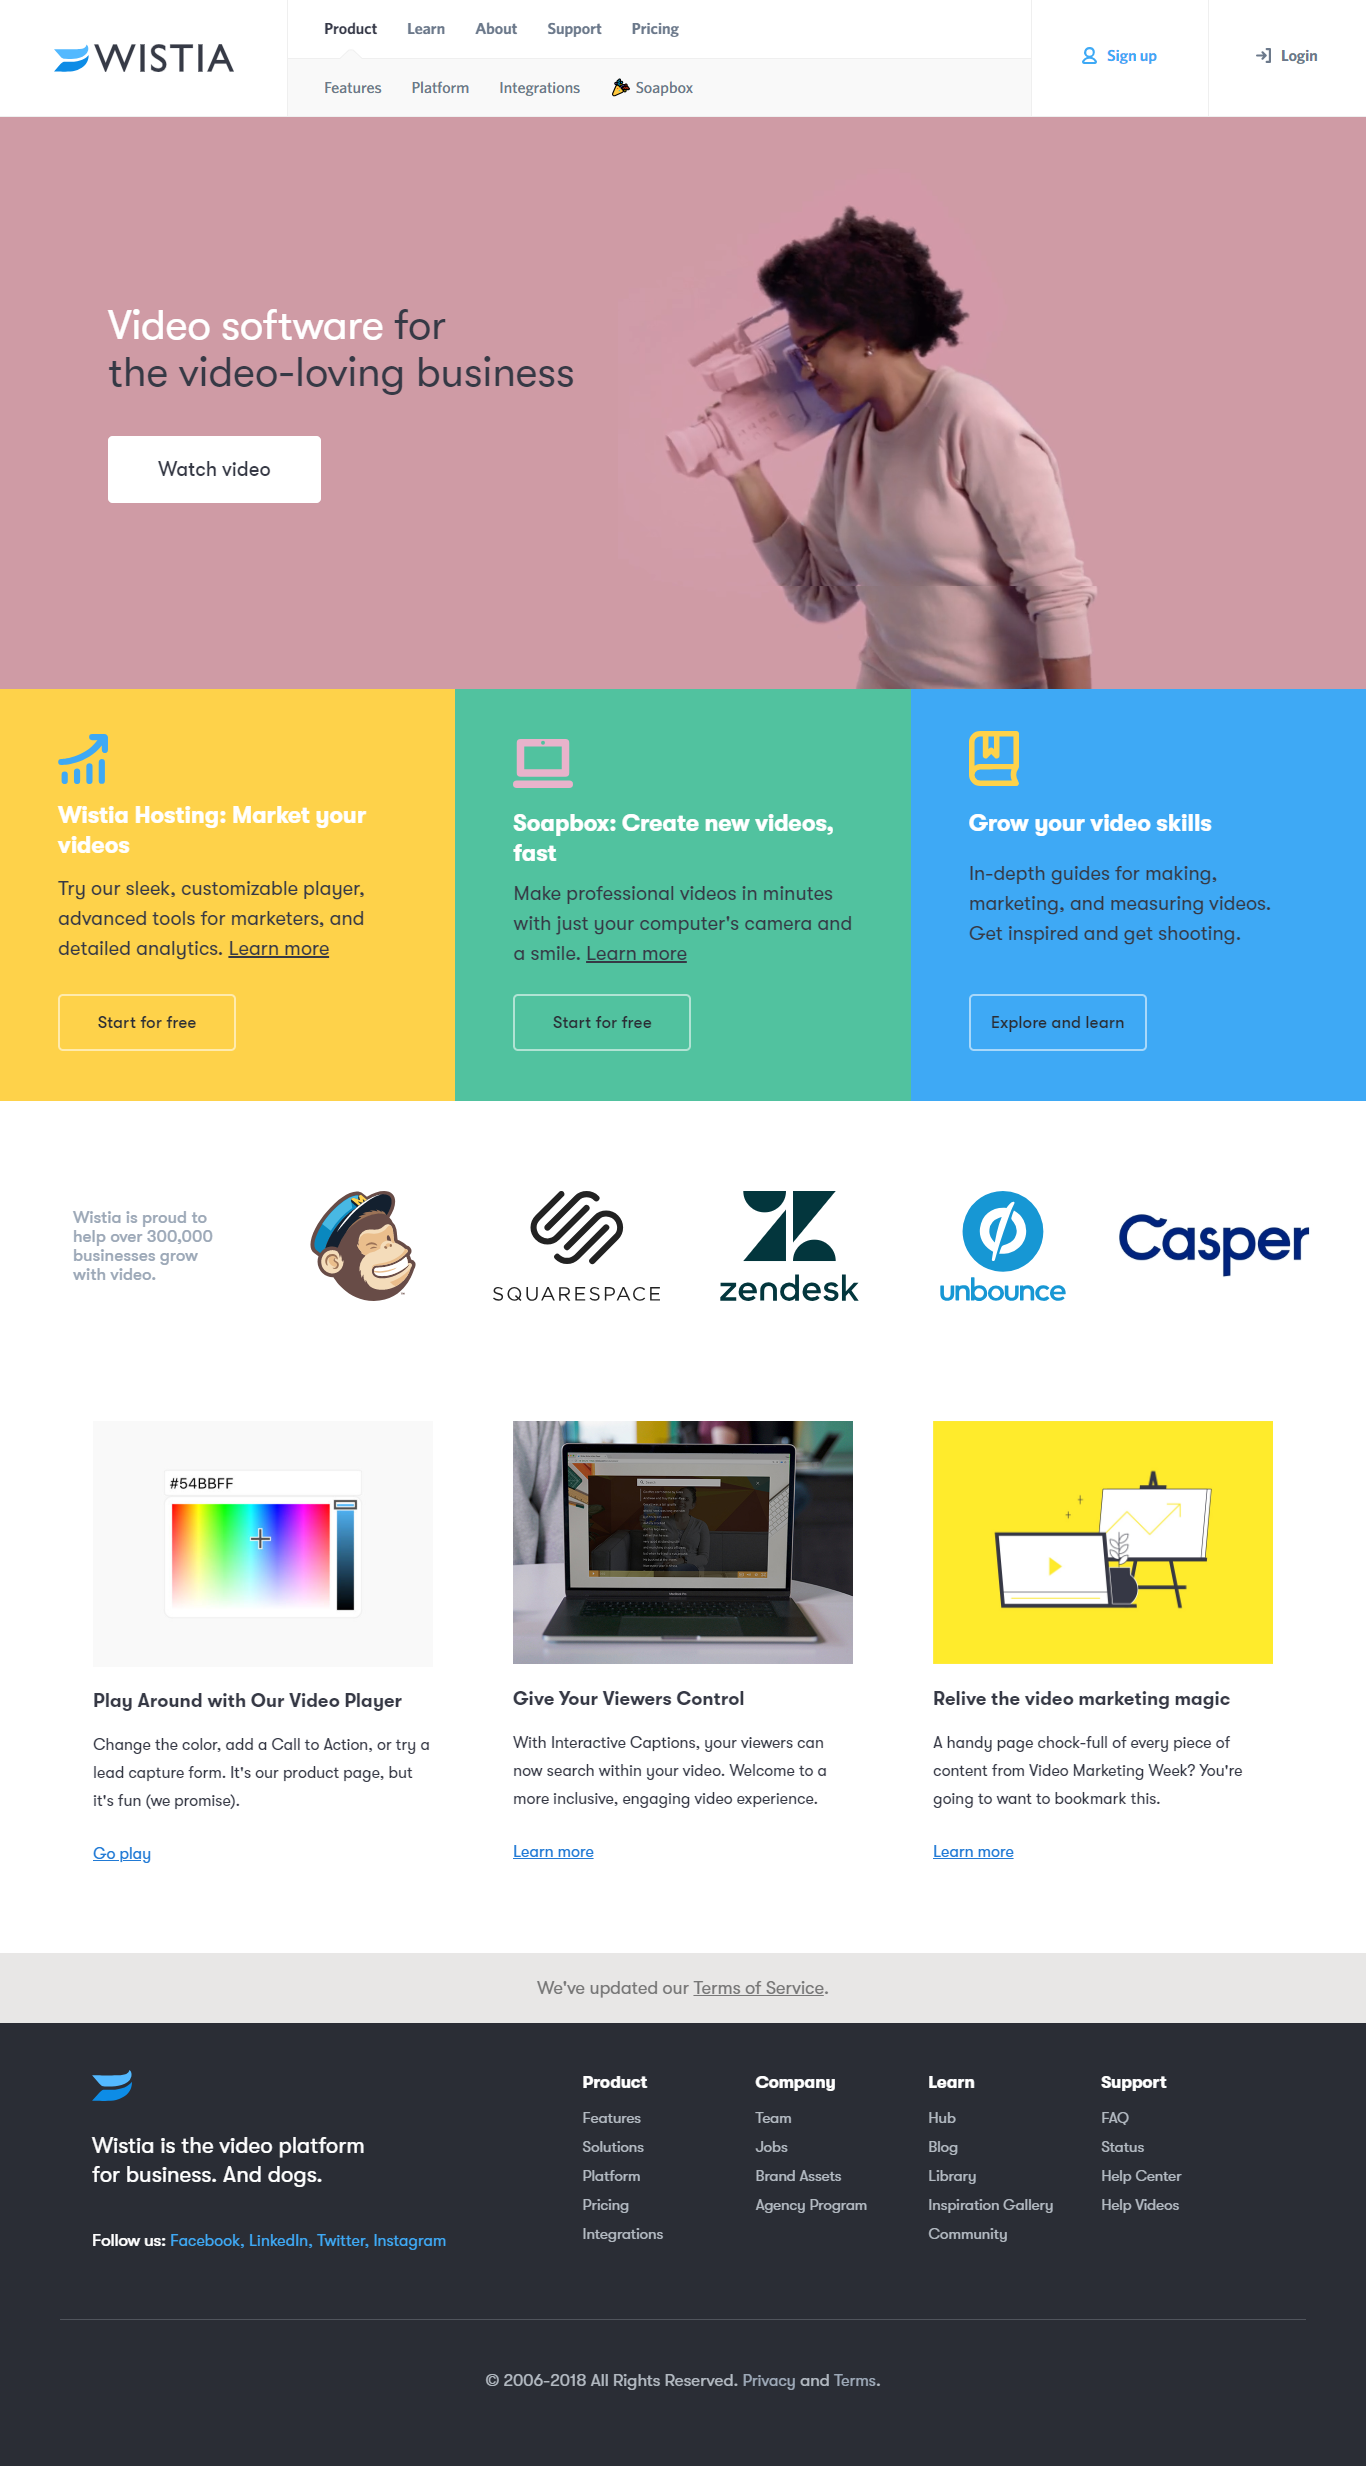 WISTIA
Product Learn About Support Pricing
Features Platform Integrations Soapbox
Sign up
Login
Video software for
the video-loving business
Watch video
Wistia Hosting: Market your
videos
Try our sleek, customizable player,
advanced tools for marketers, and
detailed analytics. Learn more
Start for free
Soapbox: Create new videos,
fast
Make professional videos in minutes
with just your computer's camera and
a smile. Learn more
Start for free
Grow your video skills
In-depth guides for making,
marketing, and measuring videos.
Get inspired and get shooting.
Explore and learn
Wistia is proud to
help over 300,000
businesses grow
with video.
SQUARESPACE
zendesk
unbounce
Casper
#54BBFF
Play Around with Our Video Player
Change the color, add a Call to Action, or try a
lead capture form. It's our product page, but
it's fun (we promise).
Go play
Give Your Viewers Control
With Interactive Captions, your viewers can
now search within your video. Welcome to a
more inclusive, engaging video experience.
Learn more
Relive the video marketing magic
A handy page chock-full of every piece of
content from Video Marketing Week? You're
going to want to bookmark this.
Learn more
We've updated our Terms of Service.
Wistia is the video platform
for business. And dogs.
Follow us: Facebook, LinkedIn, Twitter, Instagram
Product
Features
Solutions
Platform
Pricing
Integrations
Company
Team
Jobs
Brand Assets
Agency Program
Learn
Hub
Blog
Library
Inspiration Gallery
Community
Support
FAQ
Status
Help Center
Help Videos
© 2006-2018 All Rights Reserved. Privacy and Terms.